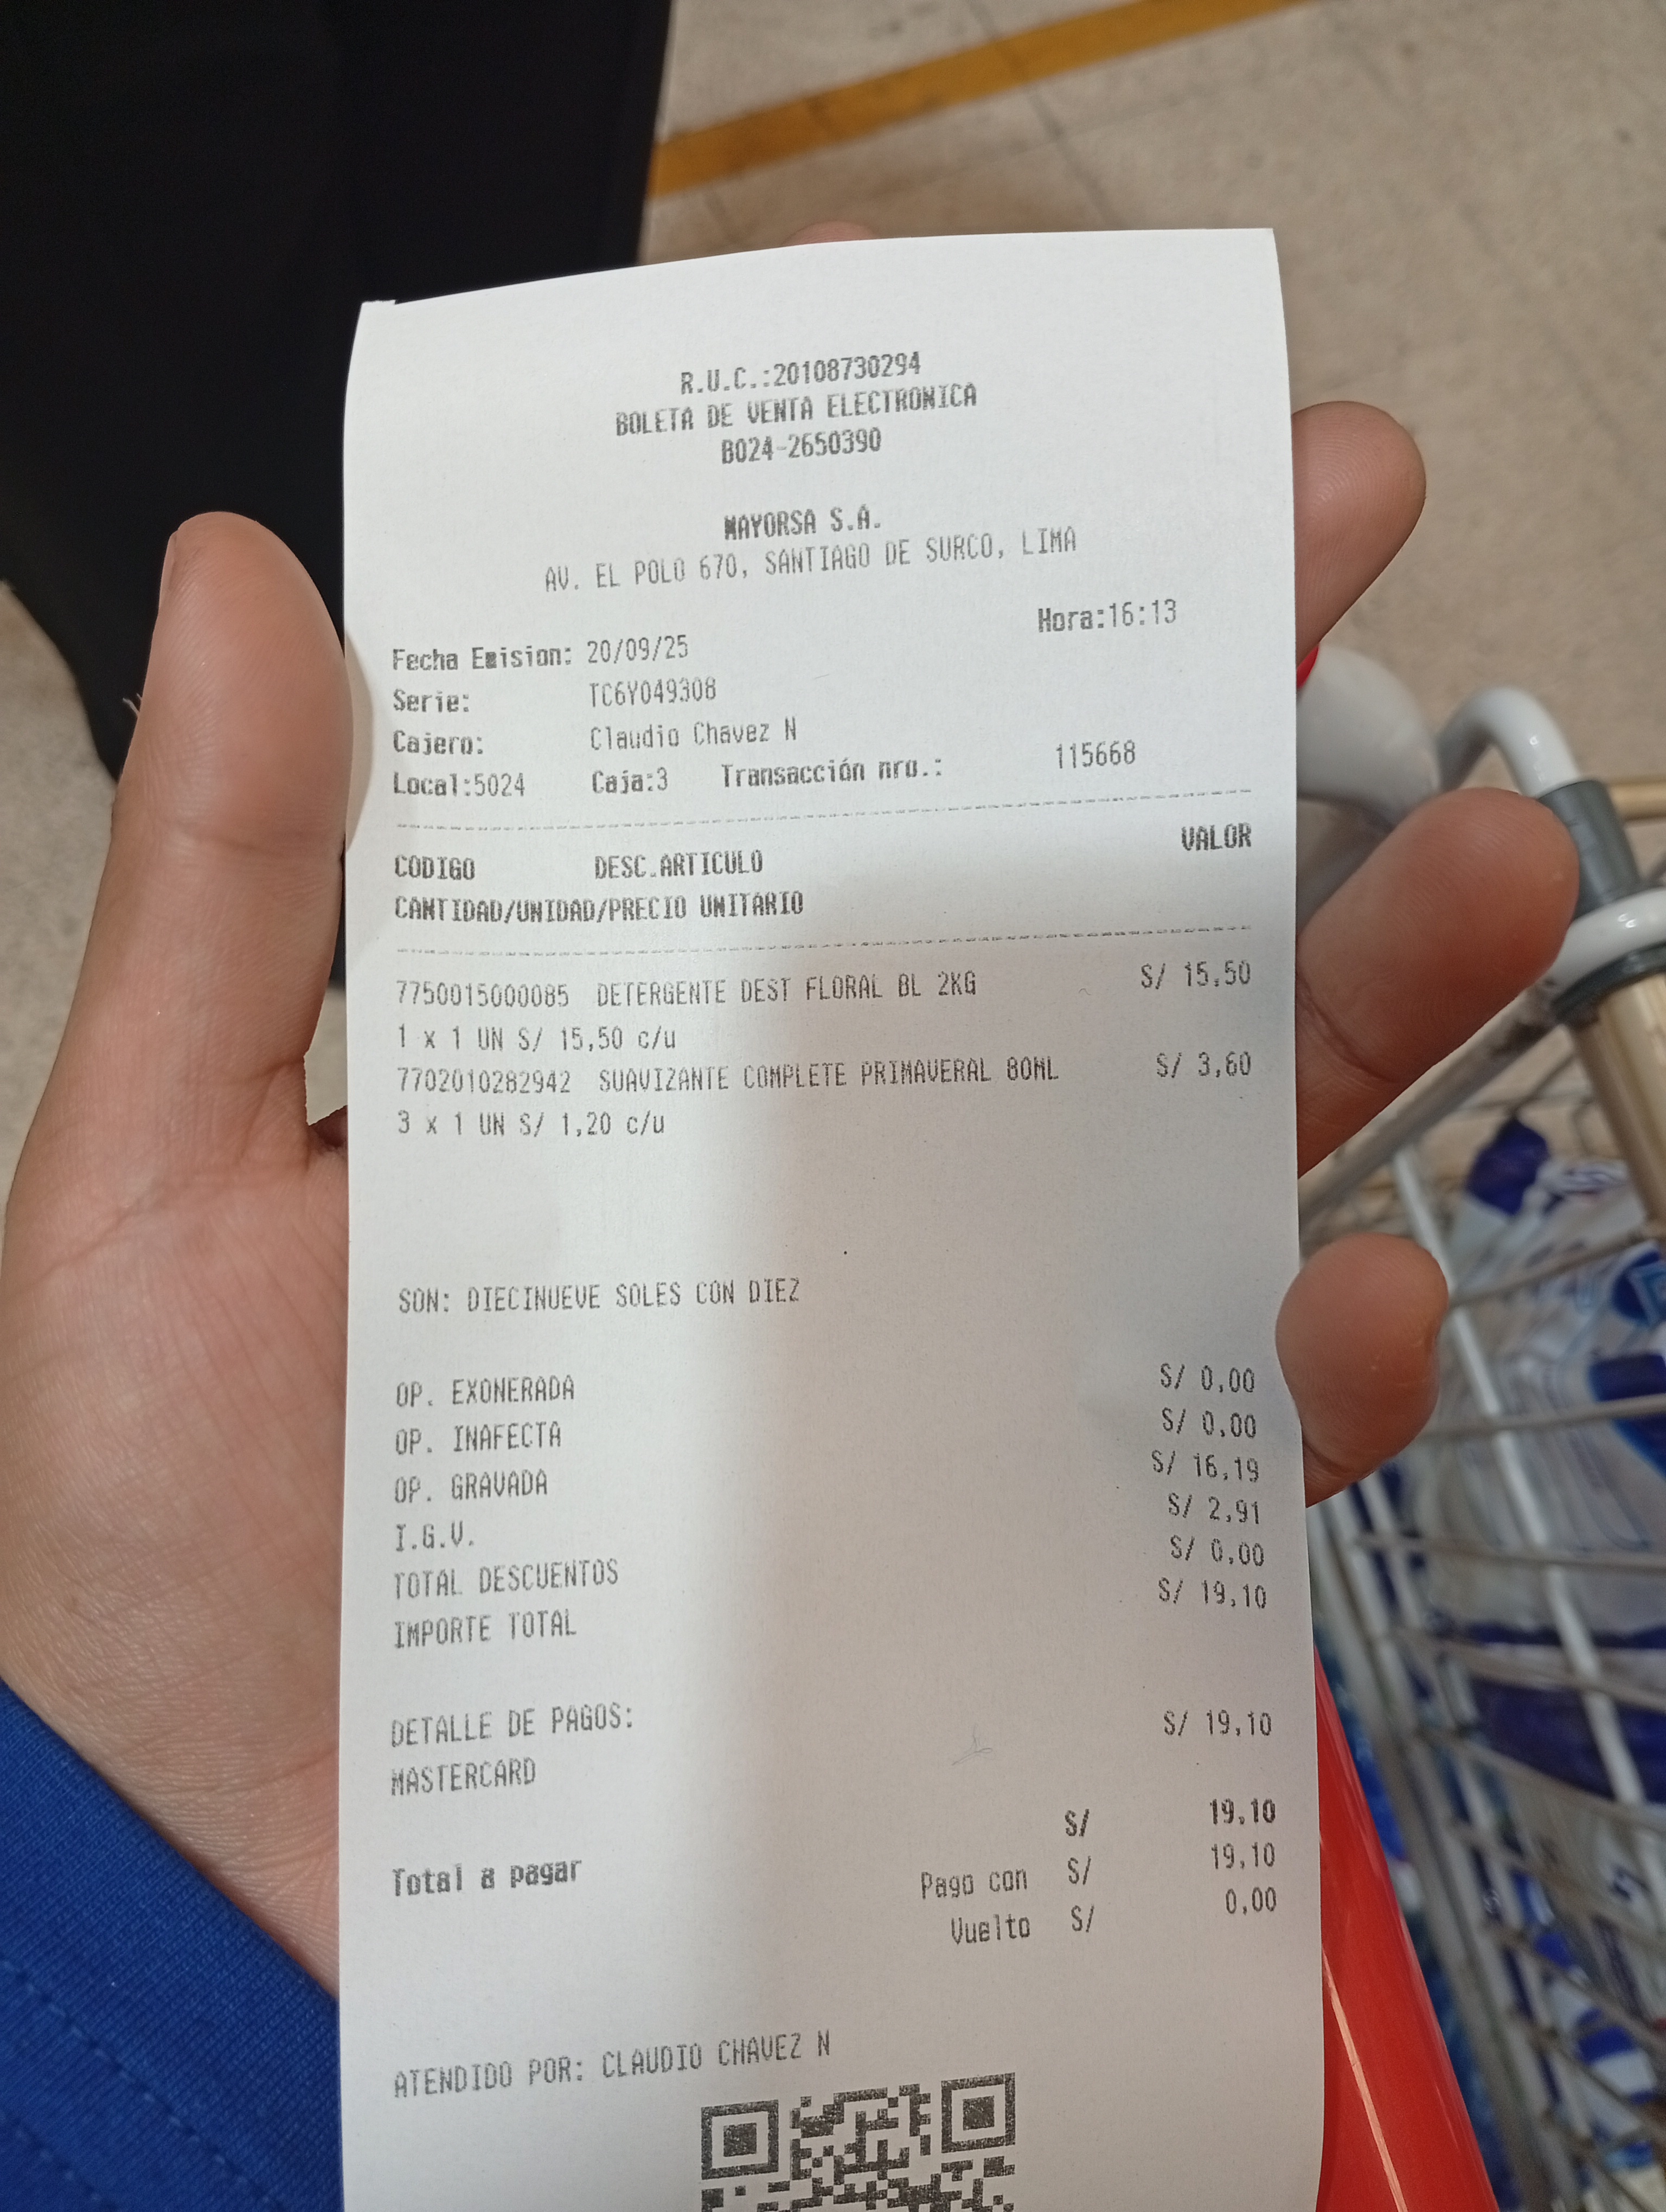 R.U.C.:20108730294
BOLETA DE VENTA ELECTRONICA
B024-2650390
MAYORSA S.A.
AV. EL POLO 670, SANTIAGO DE SURCO, LIMA
Fecha Emision: 20/09/25 Hora:16:13
Serie: TC6Y049308
Cajero: Claudio Chavez N
Local:5024 Caja:3 Transacción nro.: 115668
CODIGO DESC.ARTICULO VALOR
CANTIDAD/UNIDAD/PRECIO UNITARIO
7750015000085 DETERGENTE DEST FLORAL BL 2KG S/ 15,50
1 x 1 UN S/ 15,50 c/u
7702010282942 SUAVIZANTE COMPLETE PRIMAVERAL 80ML S/ 3,60
3 x 1 UN S/ 1,20 c/u
SON: DIECINUEVE SOLES CON DIEZ
OP. EXONERADA S/ 0,00
OP. INAFECTA S/ 0,00
OP. GRAVADA S/ 16,19
I.G.V. S/ 2,91
TOTAL DESCUENTOS S/ 0,00
IMPORTE TOTAL S/ 19,10
DETALLE DE PAGOS:
MASTERCARD S/ 19,10
Total a pagar S/ 19,10
Pago con S/ 19,10
Vuelto S/ 0,00
ATENDIDO POR: CLAUDIO CHAVEZ N